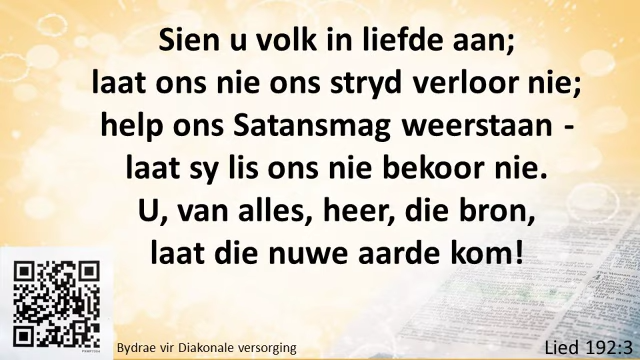 Sien u volk in liefde aan;
laat ons nie ons stryd verloor nie;
help ons Satansmag weerstaan -
laat sy lis ons nie bekoor nie.
U, van alles, heer, die bron,
laat die nuwe aarde kom!
Bydrae vir Diakonale versorging
Lied 192:3